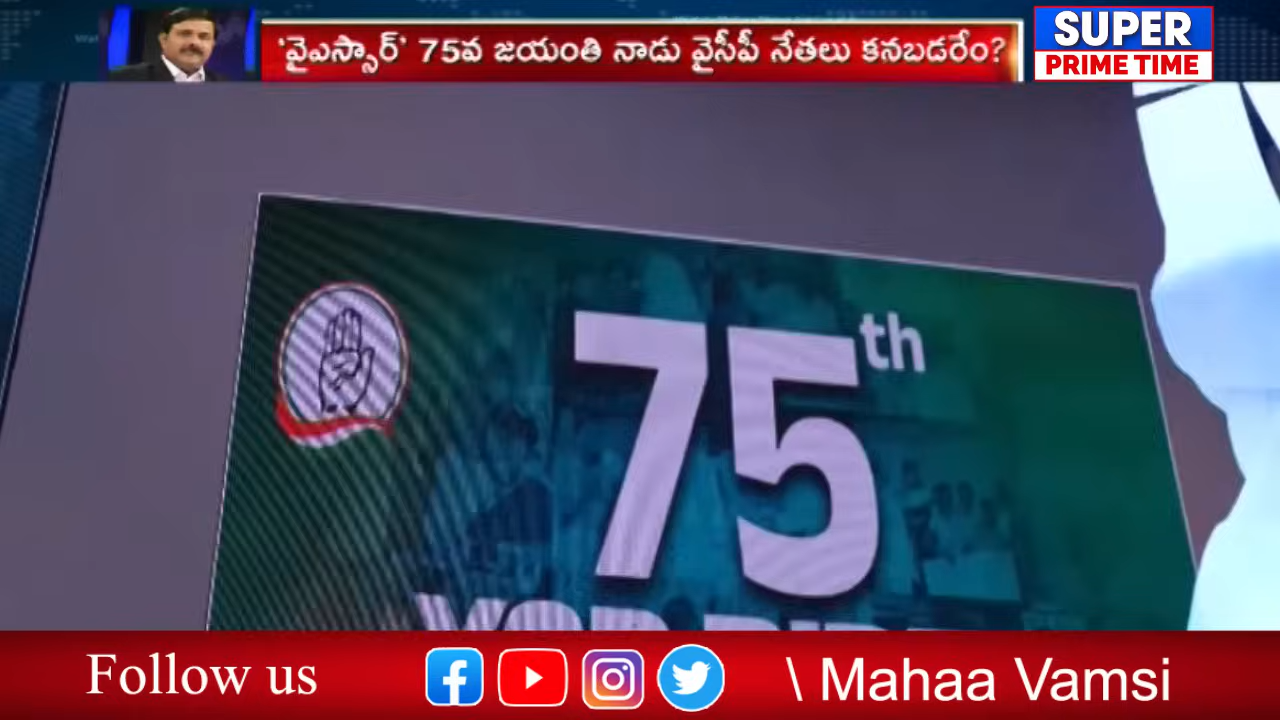 'వైఎస్సార్' 75వ జయంతి నాడు వైసీపీ నేతలు కనబడరేం?
SUPER
PRIME TIME
75th
Follow us
\ Mahaa Vamsi